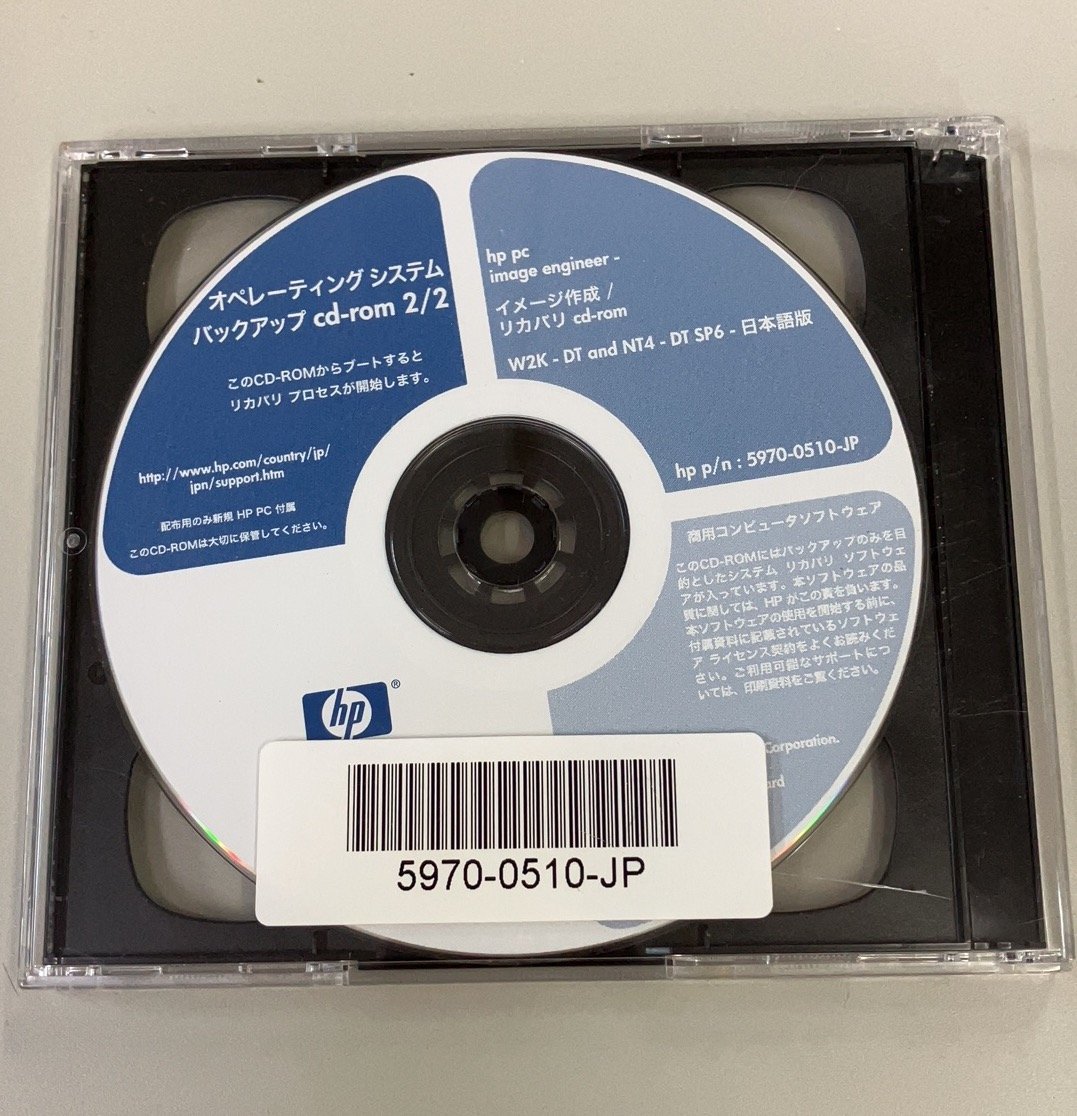 オペレーティング システム
バックアップ cd-rom 2/2
このCD-ROMからブートすると
リカバリ プロセスが開始します。
http://www.hp.com/country/jp/
jpn/support.htm
配布用のみ新規 HP PC 付属
このCD-ROMは大切に保管してください。
hp pc
image engineer -
イメージ作成 /
リカバリ cd-rom
W2K - DT and NT4 - DT SP6 - 日本語版
hp p/n : 5970-0510-JP
商用コンピュータソフトウェア
このCD-ROMにはバックアップのみを目
的としたシステム リカバリ ソフトウェ
アが入っています。本ソフトウェアの品
質に関しては、HP がこの責を負います。
本ソフトウェアの使用を開始する前に、
付属資料に記載されているソフトウェ
ア ライセンス契約をよくお読みくだ
さい。ご利用可能なサポートにつ
いては、印刷資料をご覧ください。
Corporation.
hp®
5970-0510-JP